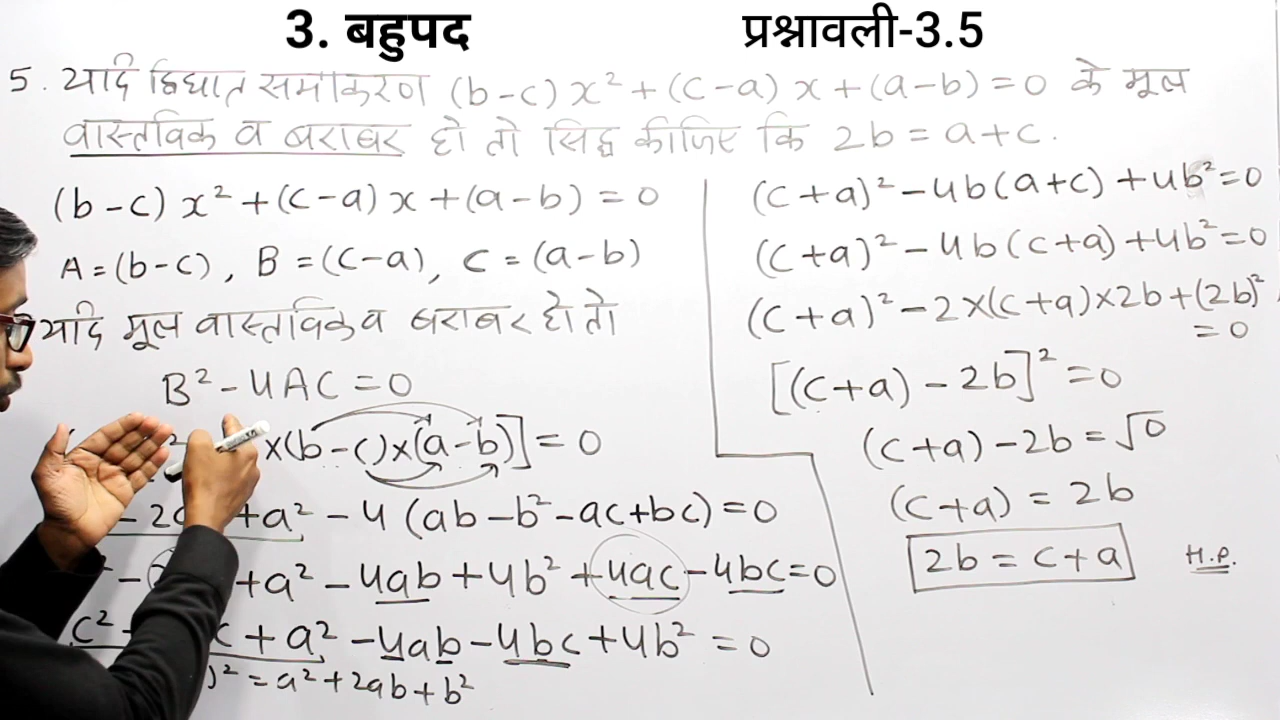 3. बहुपद
प्रश्नावली-3.5
5. यदि द्विघात समीकरण (b-c)x²+(c-a)x+(a-b)=0 के मूल
वास्तविक व बराबर हो तो सिद्ध कीजिए कि 2b=a+c.
(b-c)x²+(c-a)x+(a-b)=0
A=(b-c), B=(c-a), C=(a-b)
यदि मूल वास्तविक व बराबर हो तो
B²-4AC=0
×(b-c)×(a-b)]=0
+a²-4(ab-b²-ac+bc)=0
+a²-4ab+4b²+4ac-4bc=0
c²+ c+a²-4ab-4bc+4b²=0
)²=a²+2ab+b²
(c+a)²-4b(a+c)+4b²=0
(c+a)²-4b(c+a)+4b²=0
(c+a)²-2×(c+a)×2b+(2b)²
=0
[(c+a)-2b]²=0
(c+a)-2b=√0
(c+a)=2b
2b=c+a
H.P.